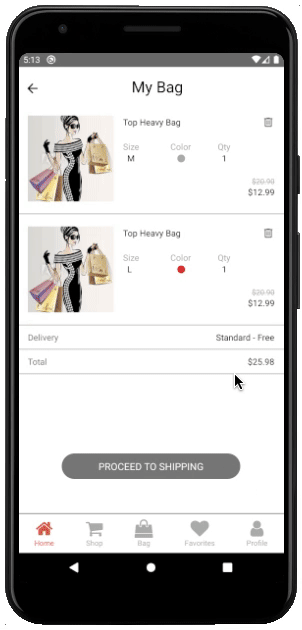 5:13
My Bag
Top Heavy Bag
Size Color Qty
M 1
$20.90
$12.99
Top Heavy Bag
Size Color Qty
L 1
$20.90
$12.99
Delivery Standard - Free
Total $25.98
PROCEED TO SHIPPING
Home Shop Bag Favorites Profile